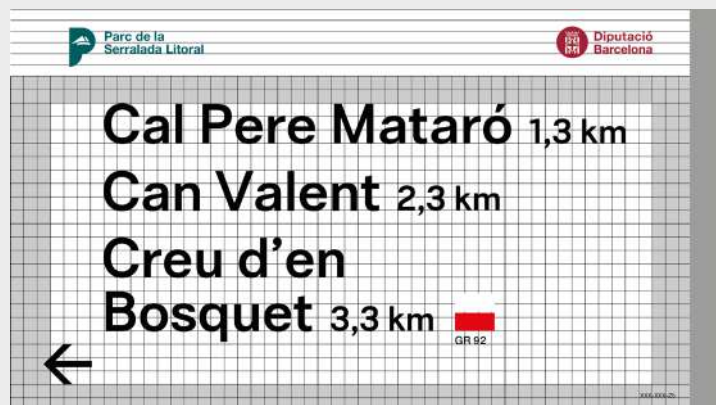 Parc de la
Serralada Litoral
Diputació
Barcelona
Cal Pere Mataró 1,3 km
Can Valent 2,3 km
Creu d’en
Bosquet 3,3 km
GR 92